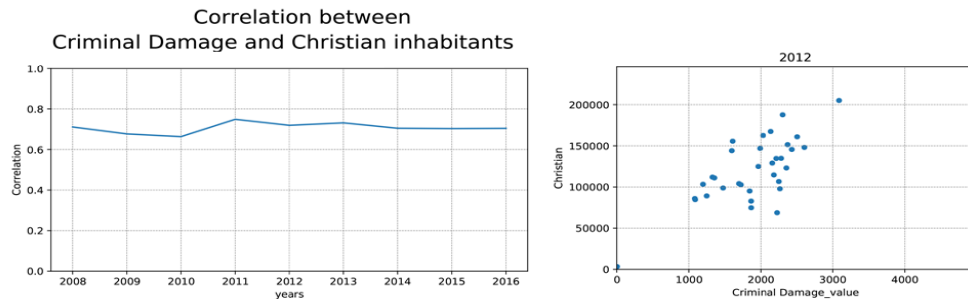 Correlation between
Criminal Damage and Christian inhabitants
1.0
0.8
0.6
0.4
0.2
0.0
Correlation
2008 2009 2010 2011 2012 2013 2014 2015 2016
years
2012
200000
150000
100000
50000
0
Christian
0 1000 2000 3000 4000
Criminal Damage_value